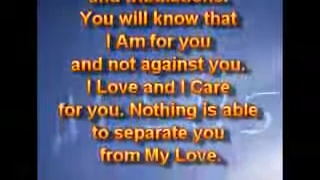 You will know that
I Am for you
and not against you.
I Love and I Care
for you. Nothing is able
to separate you
from My Love.